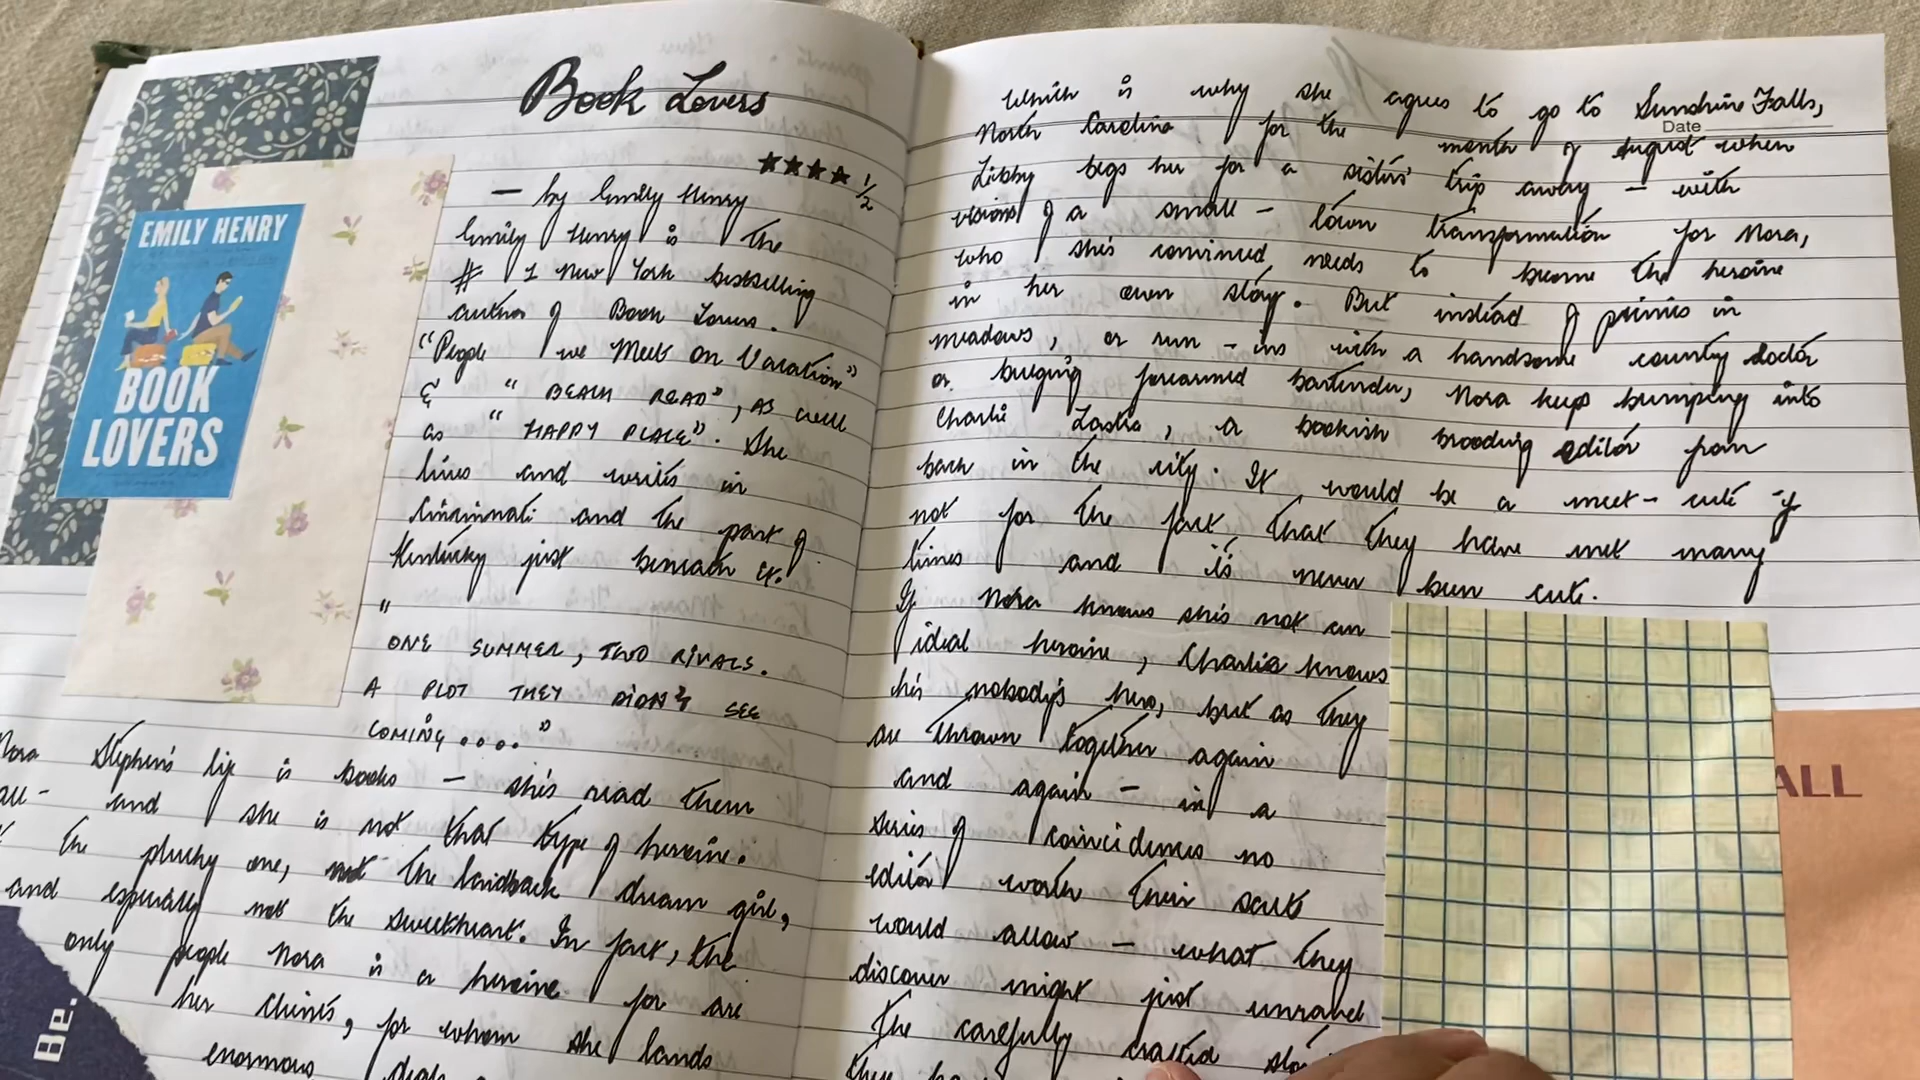 Book Lovers
★★★★ 1/2
— by Emily Henry
Emily Henry is the
# 1 New York bestselling
author of Book Lovers.
"People we Meet On Vacation"
& "BEACH READ", AS well
as "HAPPY PLACE". She
lives and writes in
Cincinnati and the part of
Kentucky just beneath it.
"
ONE SUMMER, TWO RIVALS.
A PLOT THEY DIDN'T SEE
COMING...."
EMILY HENRY
BOOK
LOVERS
Nora Stephen's life is books — she's read them
all - and she is not that type of heroine.
the plucky one, not the laidback dream girl,
and especially not the sweetheart. In fact, the
only people Nora is a heroine for are
her clients, for whom she lands
enormous deals
Be.
which is why she agrees to go to Sunshine Falls,
Date
North Carolina, for the month of August when
Libby begs her for a sisters' trip away — with
visions of a small - town transformation for Nora,
who she's convinced needs to become the heroine
in her own story. But instead of picnics in
meadows, or run - ins with a handsome country doctor
or bulging forearmed bartender, Nora keeps bumping into
Charlie Lastra, a bookish brooding editor from
back in the city. It would be a meet - cute if
not for the fact that they have met many
times and it's never been cute.
If Nora knows she's not an
ideal heroine, Charlie knows
he's nobody's hero, but as they
are thrown together again
and again — in a
series of coincidences no
editor worth their salt
would allow — what they
discover might just unravel
the carefully crafted
ALL